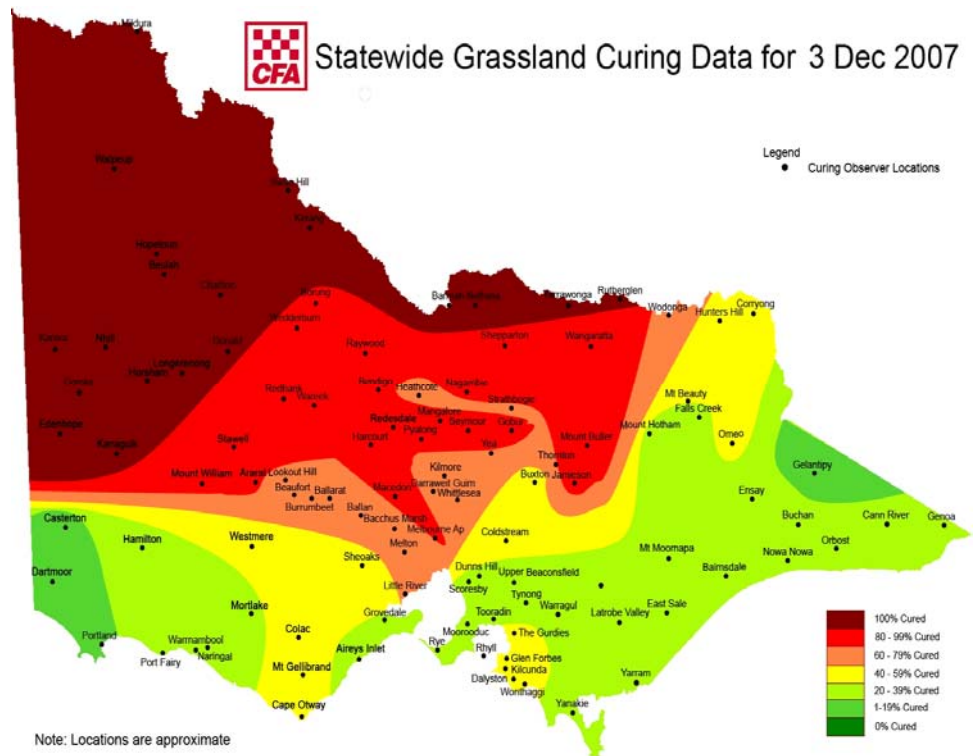 CFA
Statewide Grassland Curing Data for 3 Dec 2007
Legend
Curing Observer Locations
Mildura
Kerang
Hopetoun
Beulah
Charlton
Korung
Wedderburn
Barmah
Yarrawonga
Rutherglen
Wodonga
Hunters Hill
Corryong
Kaniva
Nhill
Donald
Longerenong
Horsham
Goroke
Edenhope
Kanagulk
Raywood
Shepparton
Wangaratta
Redbank
Wareek
Bendigo
Heathcote
Nagambie
Strathbogie
Mt Beauty
Falls Creek
Redesdale
Mangalore
Pyalong
Seymour
Gobur
Harcourt
Stawell
Yea
Mount Buller
Mount Hotham
Omeo
Thornton
Mount William
Ararat
Lookout Hill
Beaufort
Ballarat
Burrumbeet
Macedon
Kilmore
Darraweit Guim
Whittlesea
Buxton
Jamieson
Gelantipy
Ensay
Ballan
Bacchus Marsh
Melbourne Ap
Melton
Coldstream
Buchan
Cann River
Genoa
Casterton
Hamilton
Westmere
Sheoaks
Mt Moornapa
Nowa Nowa
Orbost
Dartmoor
Little River
Dunns Hill
Scoresby
Upper Beaconsfield
Bairnsdale
Mortlake
Grovedale
Tynong
Tooradin
Warragul
Latrobe Valley
East Sale
Portland
Port Fairy
Warrnambool
Naringal
Colac
Moorooduc
Rye
Rhyll
The Gurdies
Aireys Inlet
Mt Gellibrand
Glen Forbes
Kilcunda
Dalyston
Wonthaggi
Cape Otway
Yarram
Yanakie
100% Cured
80 - 99% Cured
60 - 79% Cured
40 - 59% Cured
20 - 39% Cured
1-19% Cured
0% Cured
Note: Locations are approximate